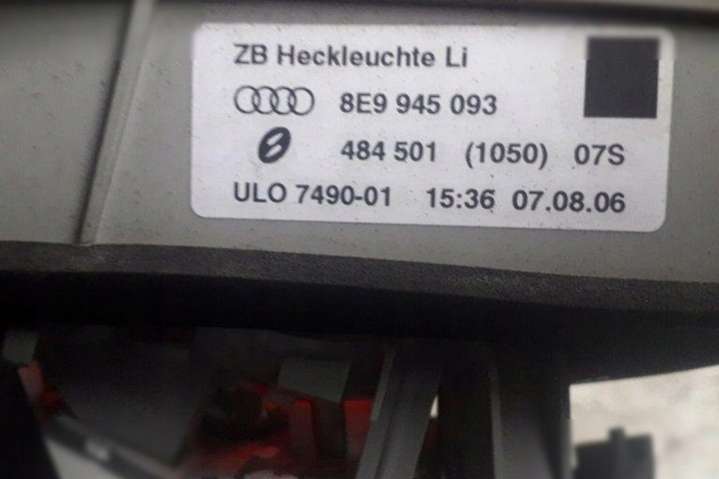 ZB Heckleuchte Li
8E9 945 093
484 501 (1050) 07S
ULO 7490-01 15:36 07.08.06